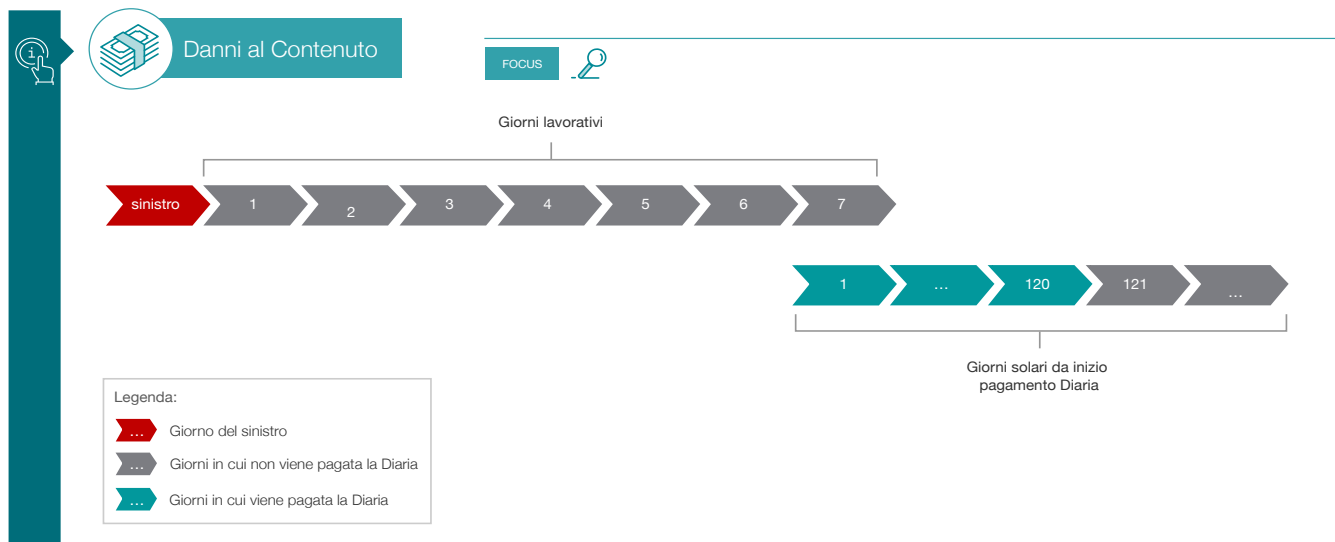 i
Danni al Contenuto
FOCUS
Giorni lavorativi
sinistro 1 2 3 4 5 6 7
1 ... 120 121 ...
Giorni solari da inizio
pagamento Diaria
Legenda:
... Giorno del sinistro
... Giorni in cui non viene pagata la Diaria
... Giorni in cui viene pagata la Diaria